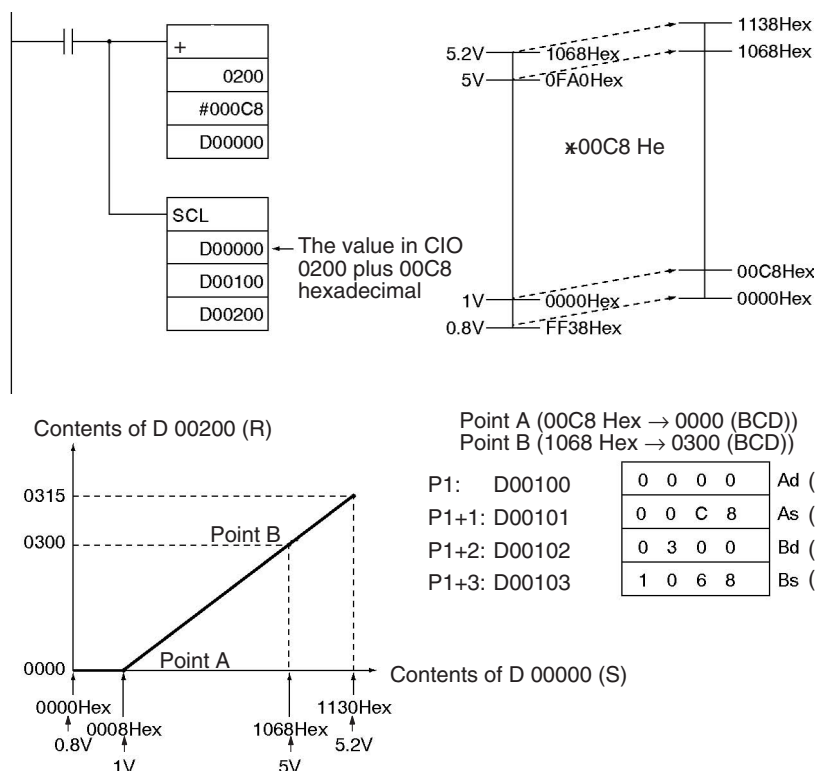 +
0200
#000C8
D00000
SCL
D00000
D00100
D00200
The value in CIO
0200 plus 00C8
hexadecimal
1138Hex
5.2V 1068Hex 1068Hex
5V 0FA0Hex
+00C8 He
00C8Hex
1V 0000Hex 0000Hex
0.8V FF38Hex
Contents of D 00200 (R)
0315
0300
Point B
0000
Point A
Contents of D 00000 (S)
0000Hex 0008Hex 1068Hex 1130Hex
0.8V 1V 5V 5.2V
Point A (00C8 Hex → 0000 (BCD))
Point B (1068 Hex → 0300 (BCD))
P1: D00100 0 0 0 0 Ad (
P1+1: D00101 0 0 C 8 As (
P1+2: D00102 0 3 0 0 Bd (
P1+3: D00103 1 0 6 8 Bs (